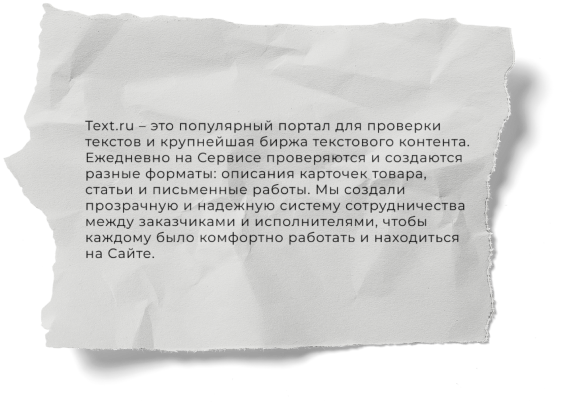 Text.ru – это популярный портал для проверки
текстов и крупнейшая биржа текстового контента.
Ежедневно на Сервисе проверяются и создаются
разные форматы: описания карточек товара,
статьи и письменные работы. Мы создали
прозрачную и надежную систему сотрудничества
между заказчиками и исполнителями, чтобы
каждому было комфортно работать и находиться
на Сайте.